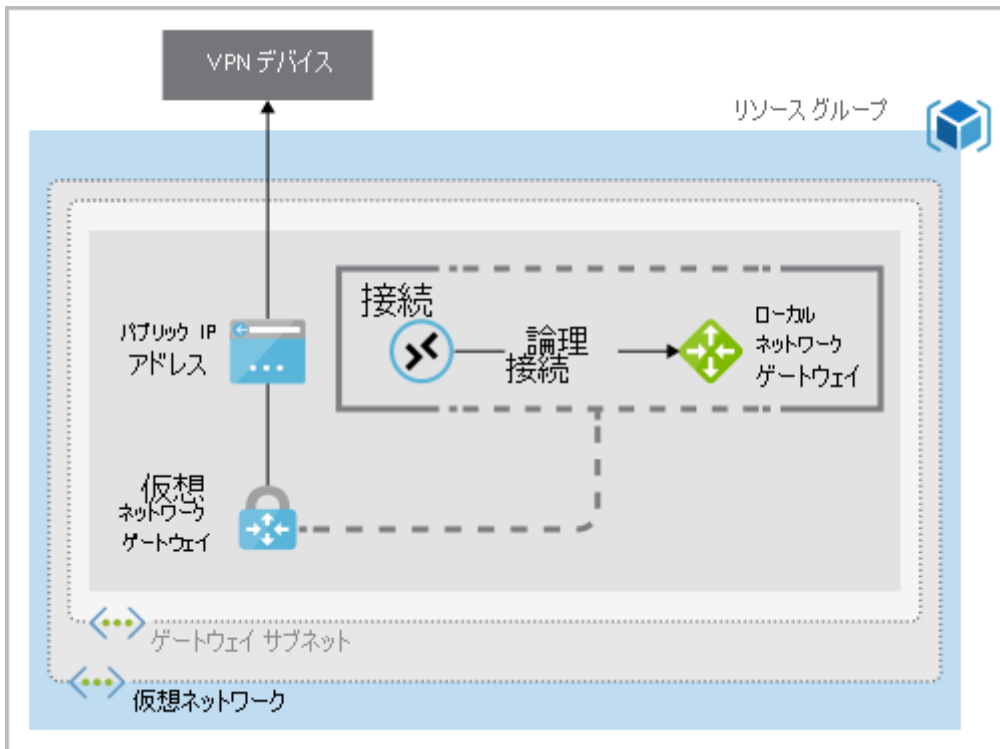 VPN デバイス
リソース グループ
接続
パブリック IP
アドレス
論理
接続
ローカル
ネットワーク
ゲートウェイ
仮想
ネットワーク
ゲートウェイ
ゲートウェイ サブネット
仮想ネットワーク